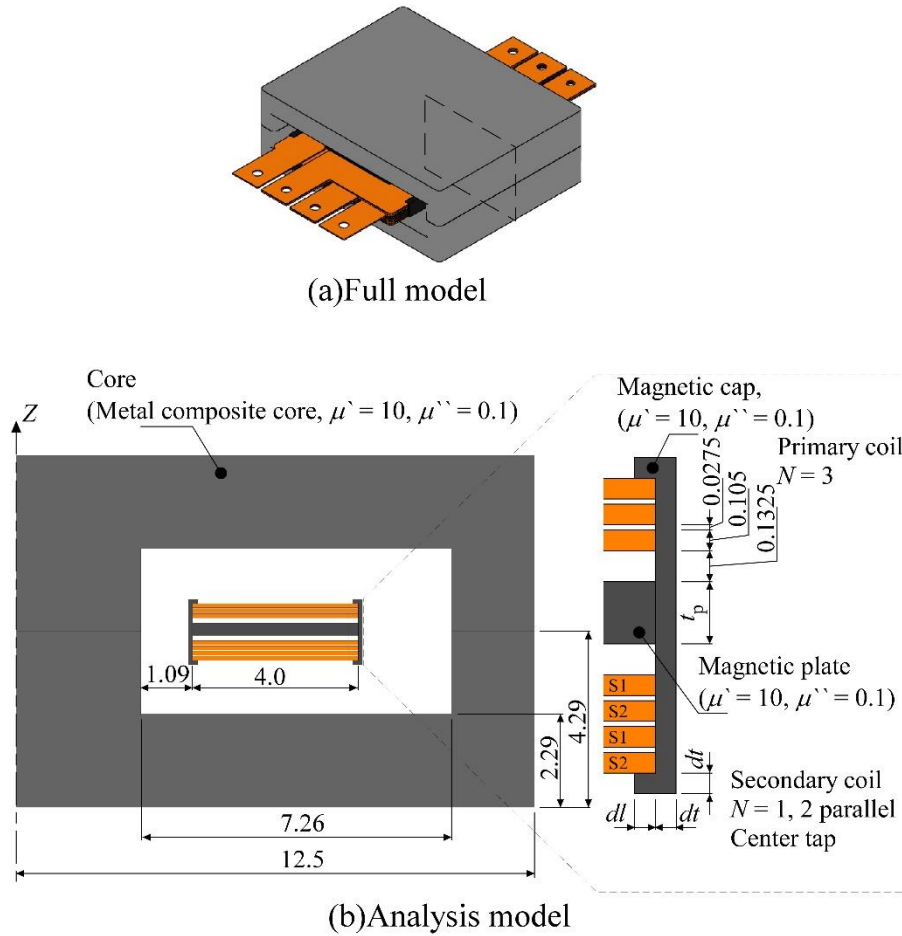 (a)Full model
Core
(Metal composite core, μ` = 10, μ`` = 0.1)
Z
Magnetic cap,
(μ` = 10, μ`` = 0.1)
Primary coil
N = 3
0.0275
0.105
0.1325
tp
1.09
4.0
4.29
2.29
7.26
12.5
Magnetic plate
(μ` = 10, μ`` = 0.1)
S1
S2
S1
S2
dt
dl
dt
Secondary coil
N = 1, 2 parallel
Center tap
(b)Analysis model